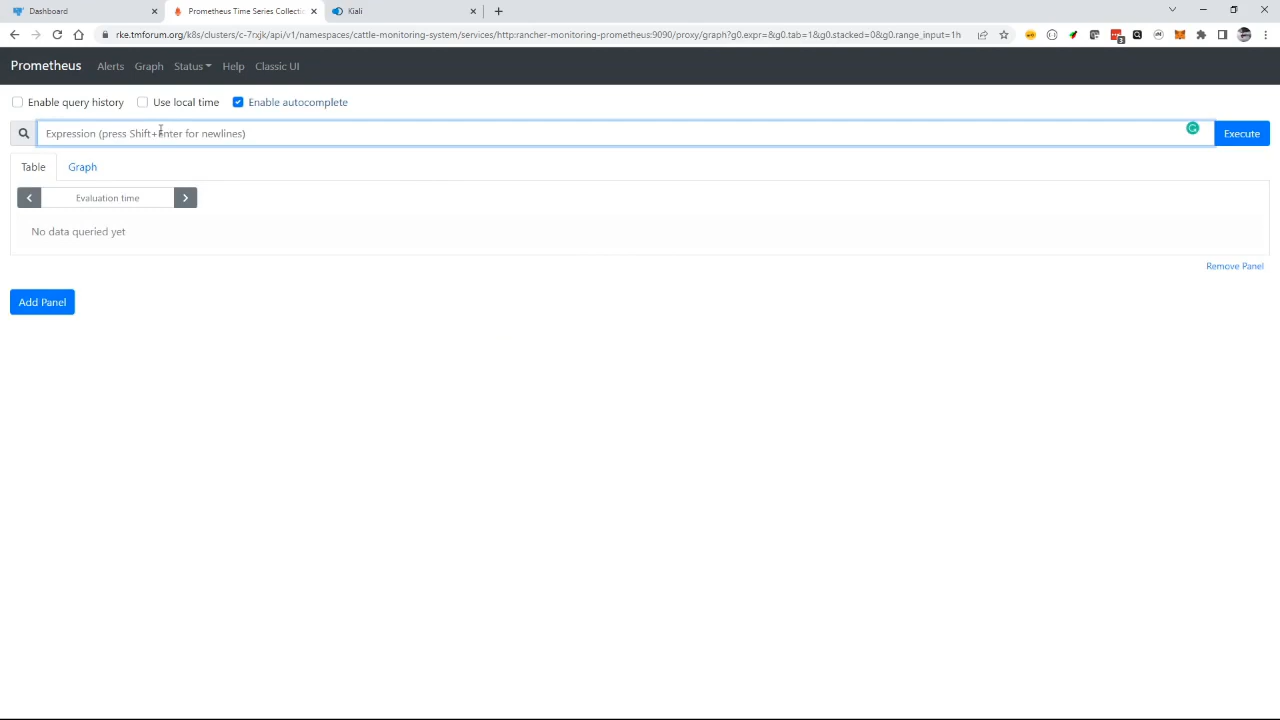 Dashboard
Prometheus Time Series Collectio
Kiali
rke.tmforum.org/k8s/clusters/c-7rxjk/api/v1/namespaces/cattle-monitoring-system/services/http:rancher-monitoring-prometheus:9090/proxy/graph?g0.expr=&g0.tab=1&g0.stacked=0&g0.range_input=1h
3
Prometheus Alerts Graph Status Help Classic UI
Enable query history Use local time Enable autocomplete
Expression (press Shift+Enter for newlines) Execute
Table Graph
Evaluation time
No data queried yet
Remove Panel
Add Panel